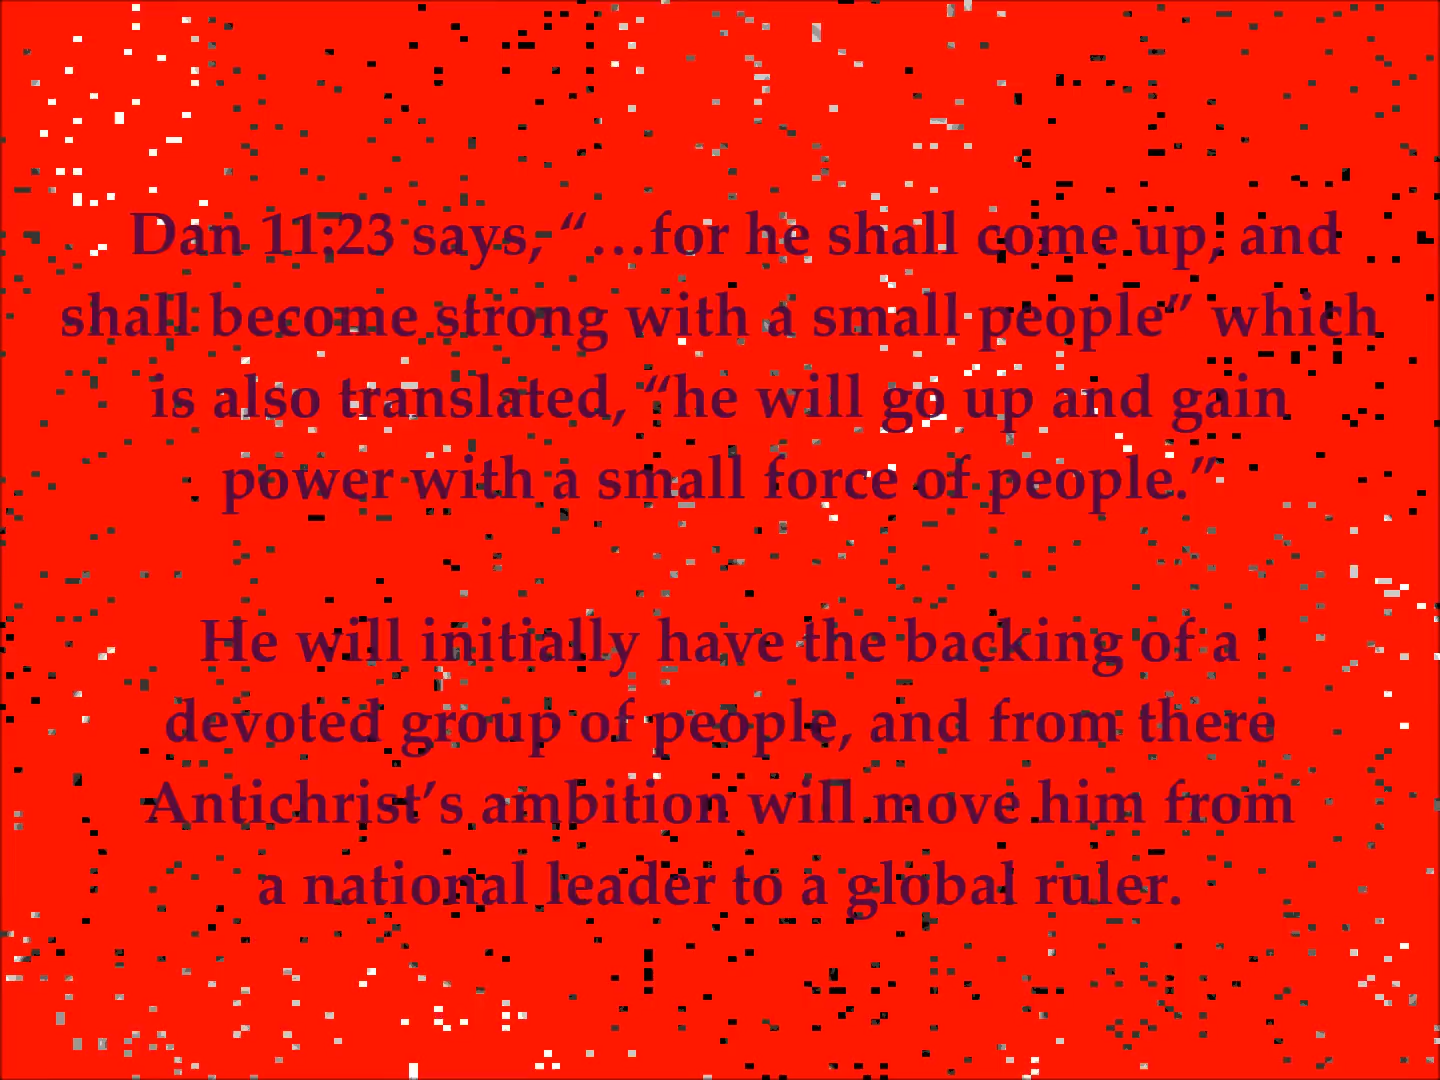 Dan 11:23 says, “…for he shall come up, and
shall become strong with a small people” which
is also translated, “he will go up and gain
power with a small force of people.”
He will initially have the backing of a
devoted group of people, and from there
Antichrist’s ambition will move him from
a national leader to a global ruler.